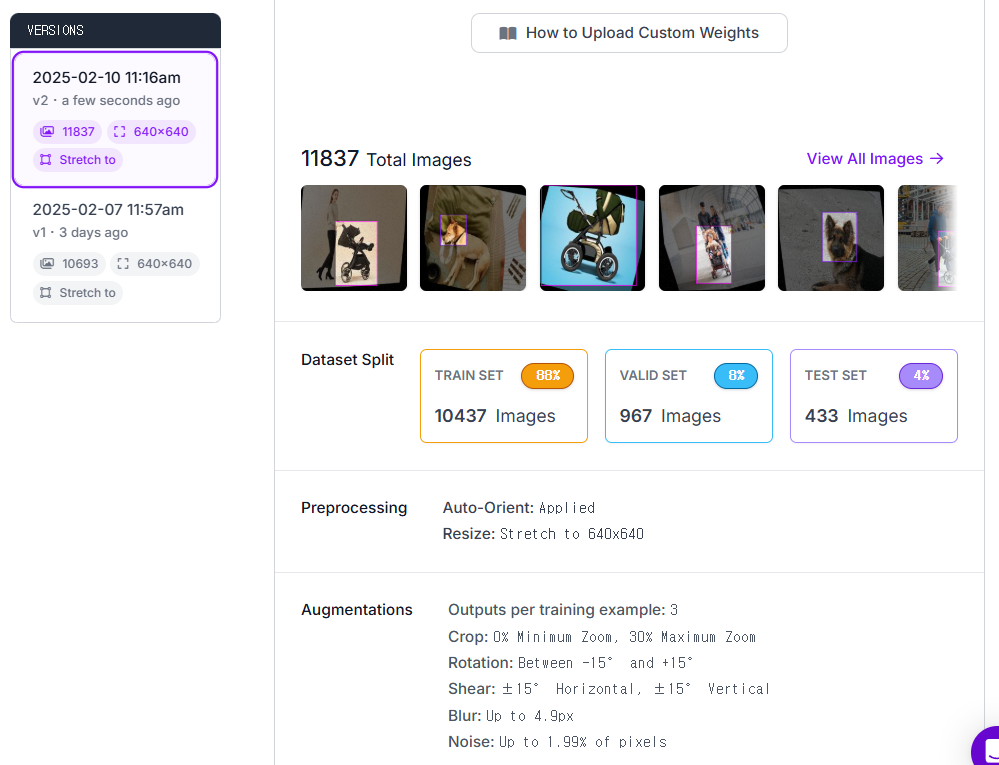 VERSIONS
2025-02-10 11:16am
v2 · a few seconds ago
11837 640×640
Stretch to
2025-02-07 11:57am
v1 · 3 days ago
10693 640×640
Stretch to
How to Upload Custom Weights
11837 Total Images
View All Images →
Dataset Split
TRAIN SET 88%
10437 Images
VALID SET 8%
967 Images
TEST SET 4%
433 Images
Preprocessing
Auto-Orient: Applied
Resize: Stretch to 640x640
Augmentations
Outputs per training example: 3
Crop: 0% Minimum Zoom, 30% Maximum Zoom
Rotation: Between -15° and +15°
Shear: ±15° Horizontal, ±15° Vertical
Blur: Up to 4.9px
Noise: Up to 1.99% of pixels